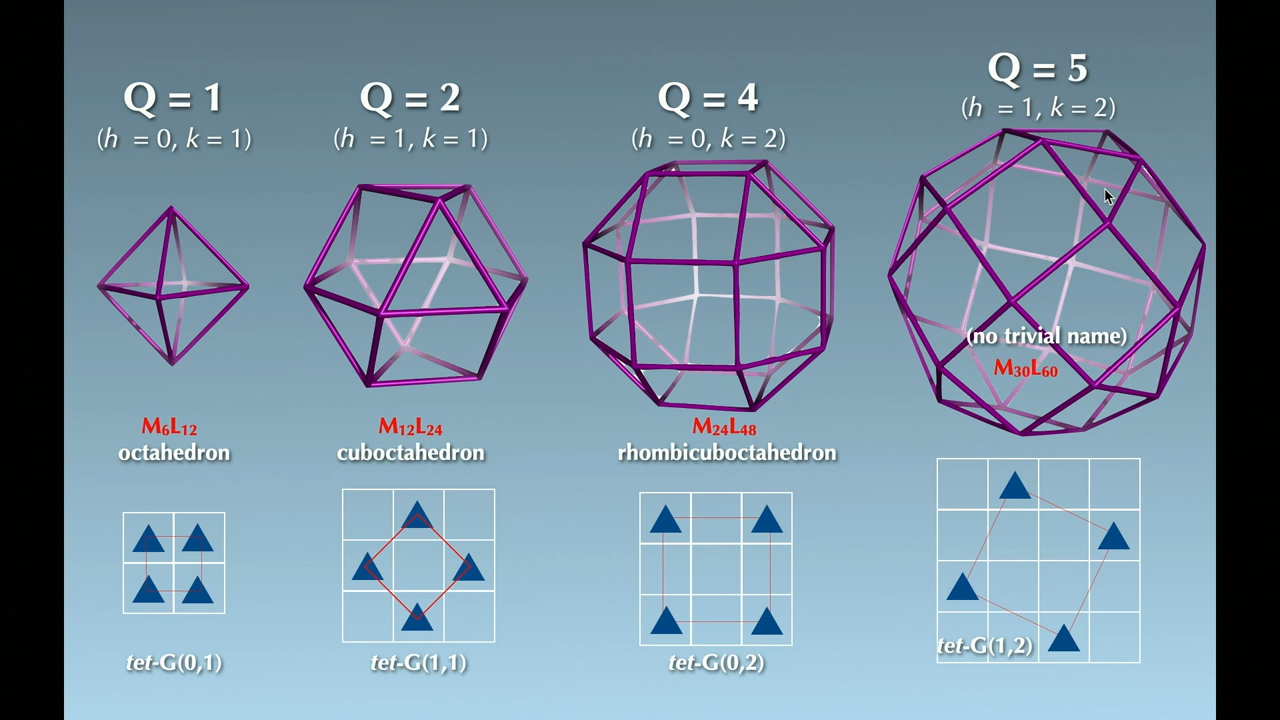 Q = 1
(h = 0, k = 1)
M₆L₁₂
octahedron
tet-G(0,1)
Q = 2
(h = 1, k = 1)
M₁₂L₂₄
cuboctahedron
tet-G(1,1)
Q = 4
(h = 0, k = 2)
M₂₄L₄₈
rhombicuboctahedron
tet-G(0,2)
Q = 5
(h = 1, k = 2)
(no trivial name)
M₃₀L₆₀
tet-G(1,2)